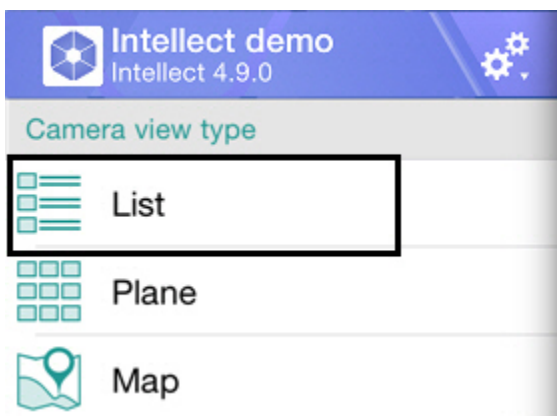 Intellect demo
Intellect 4.9.0
Camera view type
List
Plane
Map